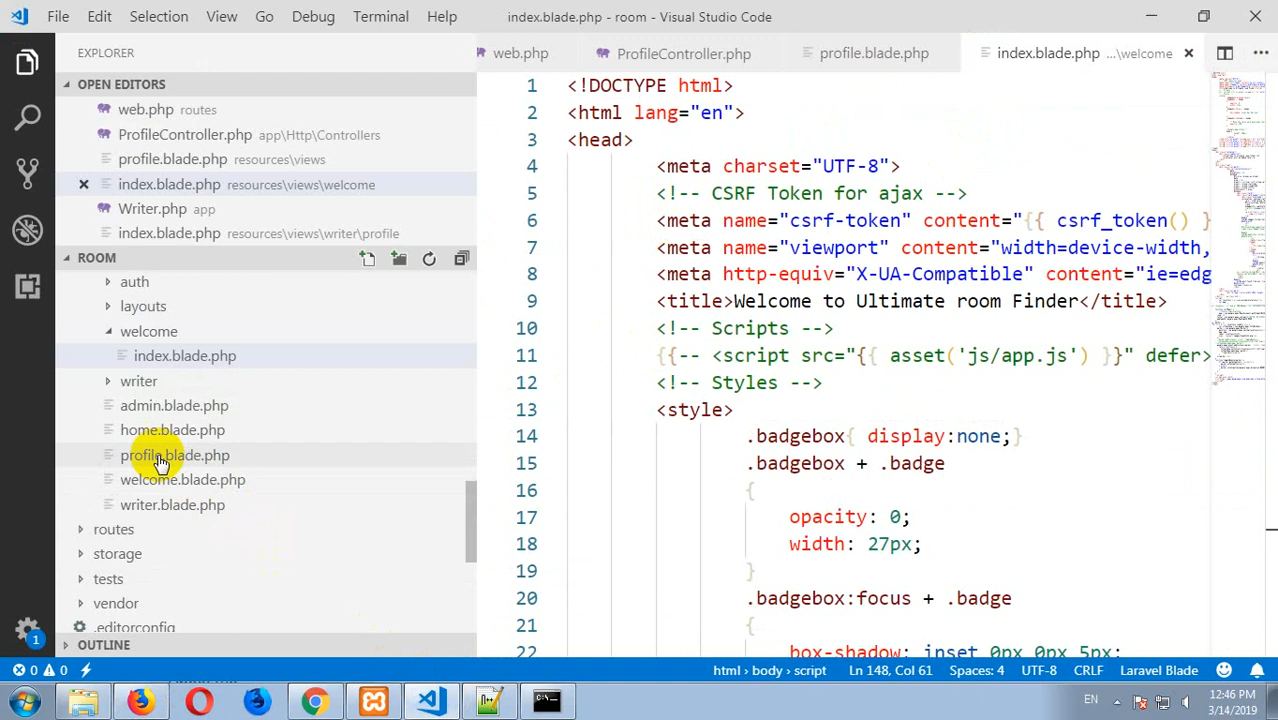 File Edit Selection View Go Debug Terminal Help index.blade.php - room - Visual Studio Code
EXPLORER
OPEN EDITORS
web.php routes
ProfileController.php app\Http\Controllers
profile.blade.php resources\views
index.blade.php resources\views\welcome
Writer.php app
index.blade.php resources\views\writer\profile
ROOM
auth
layouts
welcome
index.blade.php
writer
admin.blade.php
home.blade.php
profile.blade.php
welcome.blade.php
writer.blade.php
routes
storage
tests
vendor
.editorconfig
OUTLINE
web.php ProfileController.php profile.blade.php index.blade.php ...\welcome
1 <!DOCTYPE html>
2 <html lang="en">
3 <head>
4 <meta charset="UTF-8">
5 <!-- CSRF Token for ajax -->
6 <meta name="csrf-token" content="{{ csrf_token() }
7 <meta name="viewport" content="width=device-width,
8 <meta http-equiv="X-UA-Compatible" content="ie=edg
9 <title>Welcome to Ultimate room Finder</title>
10 <!-- Scripts -->
11 {{-- <script src="{{ asset('js/app.js') }}" defer>
12 <!-- Styles -->
13 <style>
14 .badgebox{ display:none;}
15 .badgebox + .badge
16 {
17 opacity: 0;
18 width: 27px;
19 }
20 .badgebox:focus + .badge
21 {
22 box-shadow: inset 0px 0px 5px;
0 0 html › body › script Ln 148, Col 61 Spaces: 4 UTF-8 CRLF Laravel Blade
1
EN 12:46 PM
3/14/2019